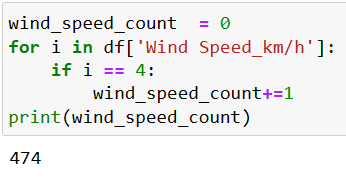 wind_speed_count  = 0
for i in df['Wind Speed_km/h']:
    if i == 4:
        wind_speed_count+=1
print(wind_speed_count)
474